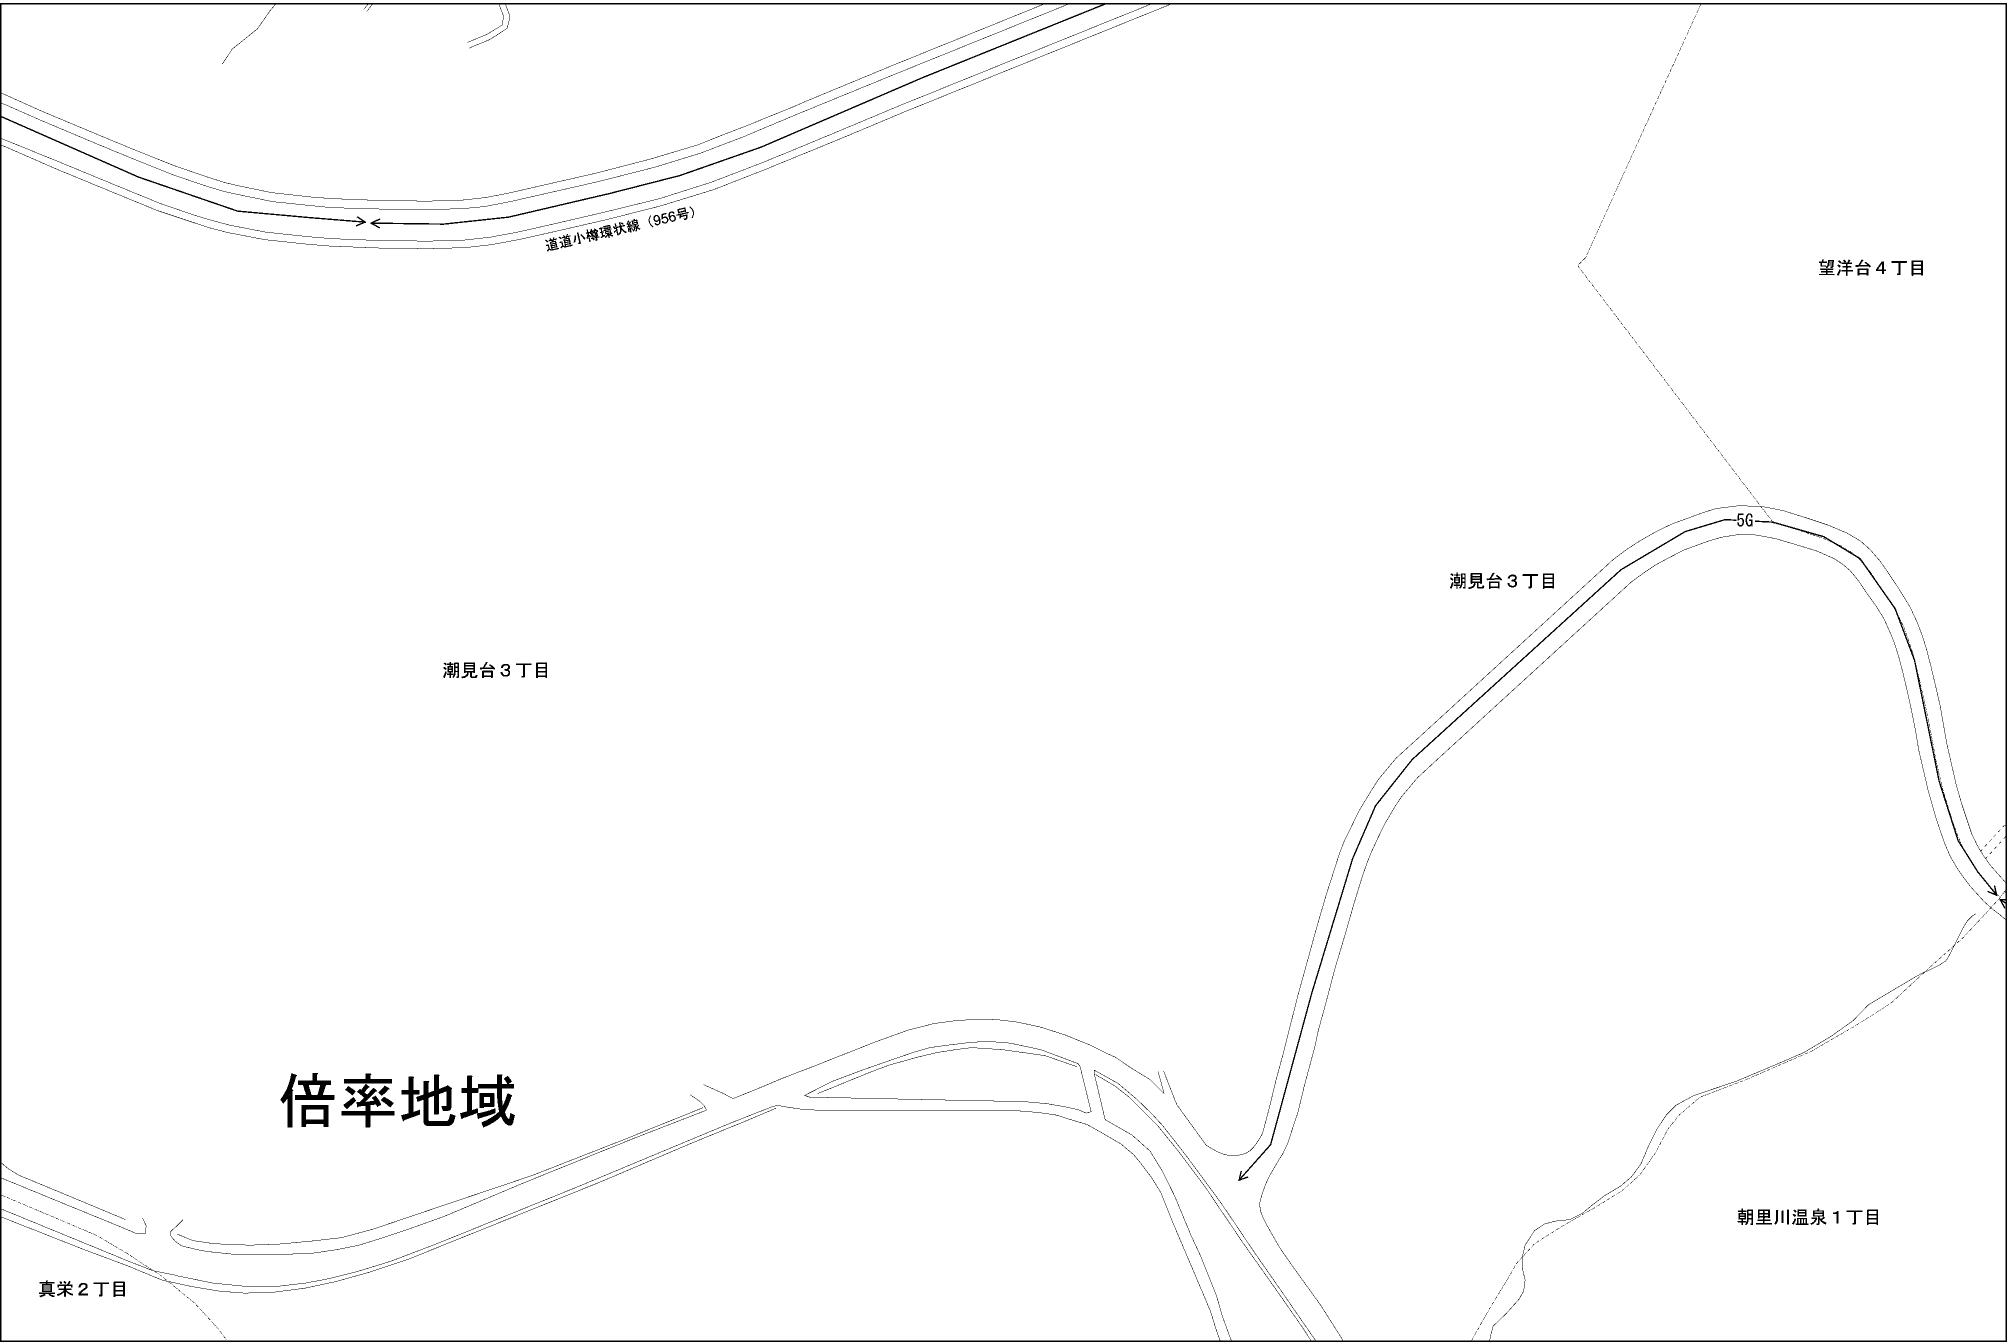 道道小樽環状線（956号）
望洋台４丁目
5G
潮見台３丁目
潮見台３丁目
倍率地域
朝里川温泉１丁目
真栄２丁目